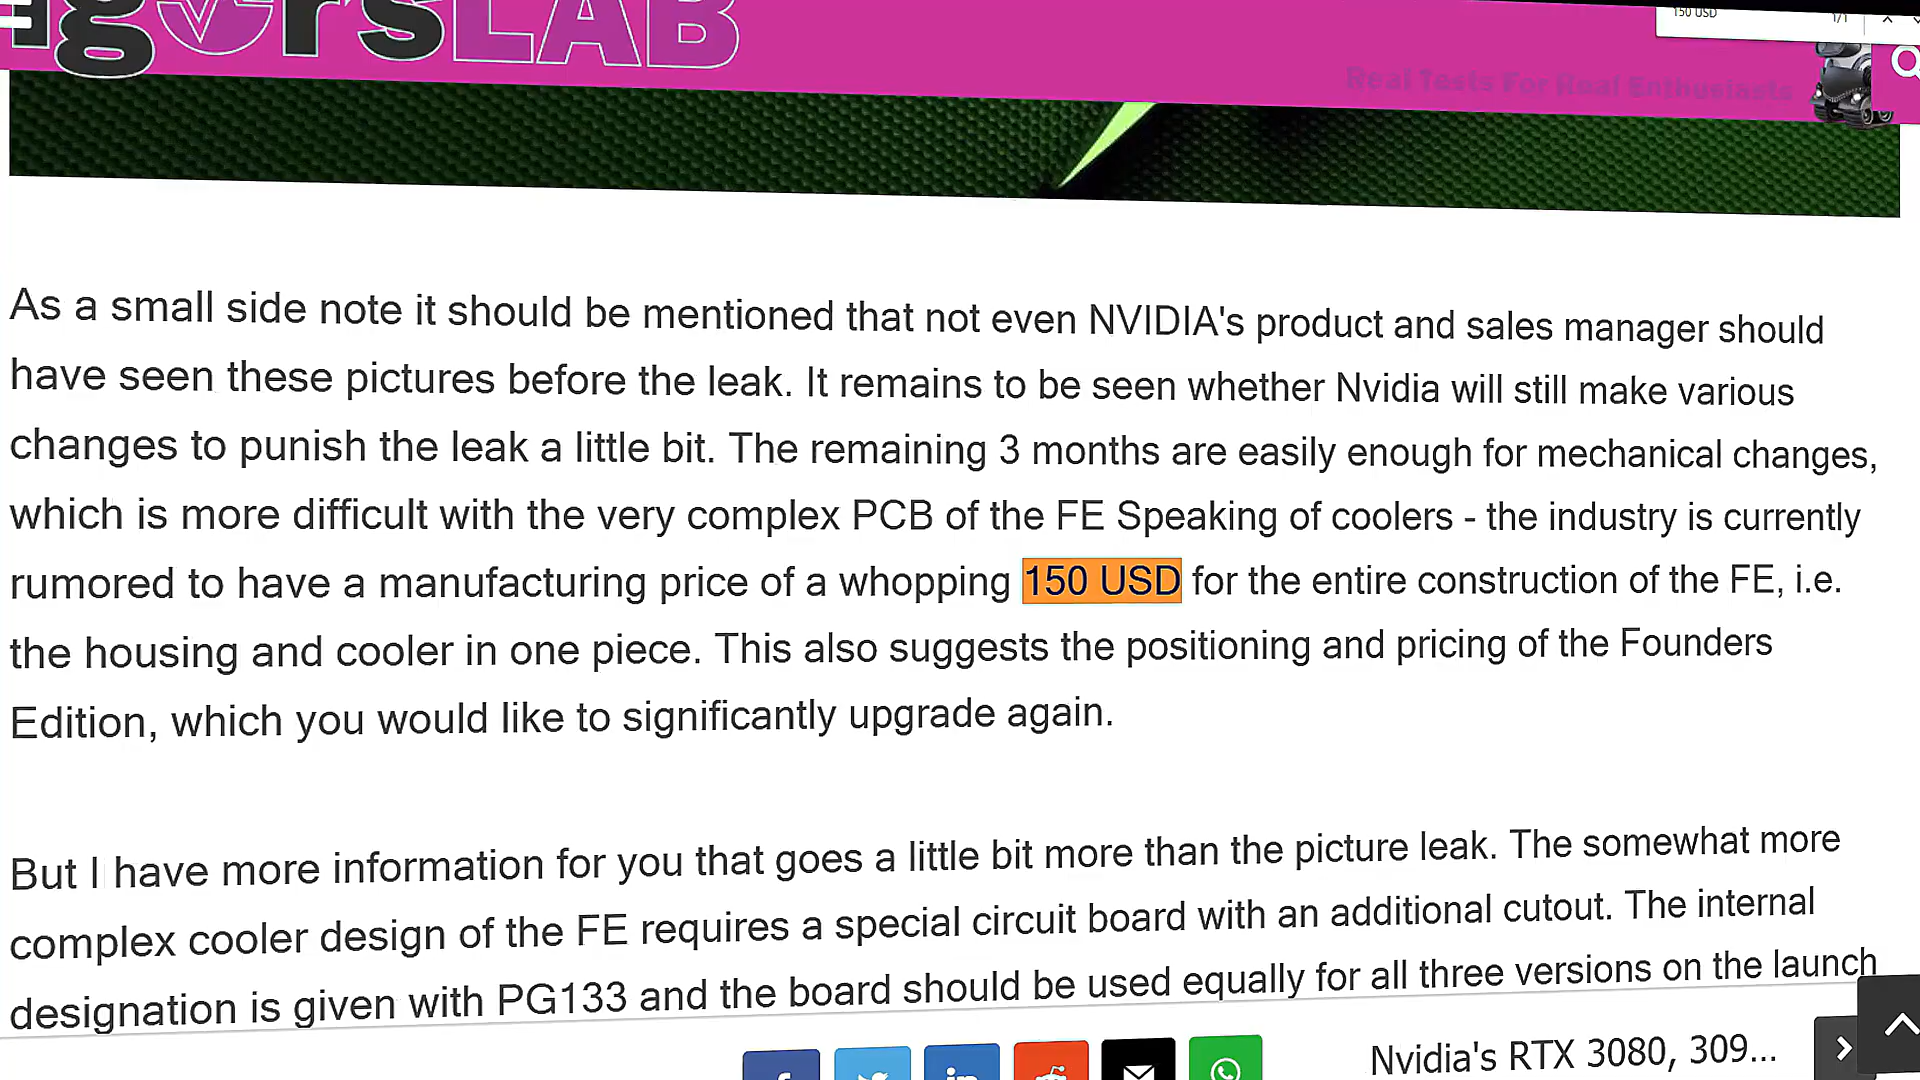 igorsLAB
150 USD 1/1
Real Tests For Real Enthusiasts
As a small side note it should be mentioned that not even NVIDIA's product and sales manager should
have seen these pictures before the leak. It remains to be seen whether Nvidia will still make various
changes to punish the leak a little bit. The remaining 3 months are easily enough for mechanical changes,
which is more difficult with the very complex PCB of the FE Speaking of coolers - the industry is currently
rumored to have a manufacturing price of a whopping 150 USD for the entire construction of the FE, i.e.
the housing and cooler in one piece. This also suggests the positioning and pricing of the Founders
Edition, which you would like to significantly upgrade again.
But I have more information for you that goes a little bit more than the picture leak. The somewhat more
complex cooler design of the FE requires a special circuit board with an additional cutout. The internal
designation is given with PG133 and the board should be used equally for all three versions on the launch
Nvidia's RTX 3080, 309...